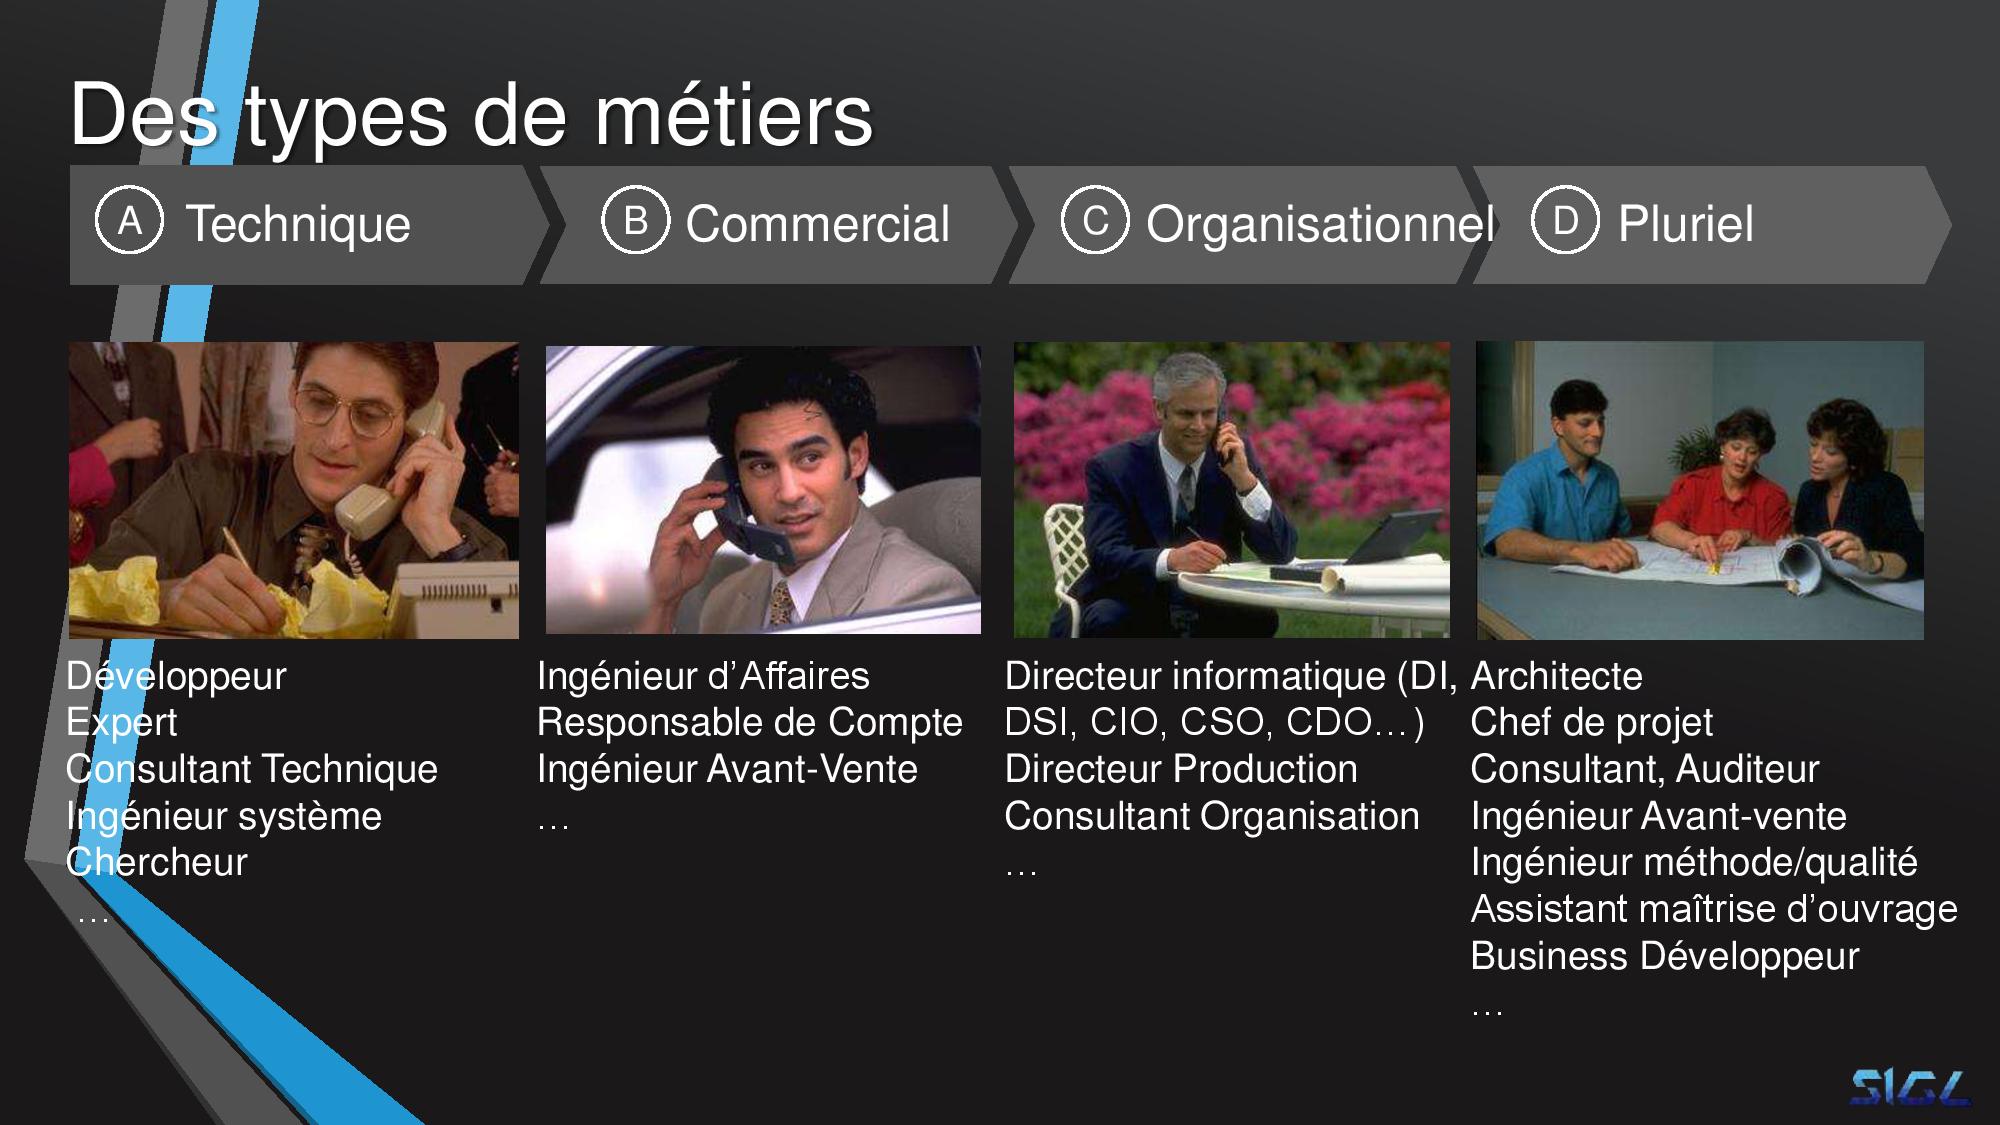 Des types de métiers
A Technique
B Commercial
C Organisationnel
D Pluriel
Développeur
Expert
Consultant Technique
Ingénieur système
Chercheur
…
Ingénieur d’Affaires
Responsable de Compte
Ingénieur Avant-Vente
…
Directeur informatique (DI,
DSI, CIO, CSO, CDO…)
Directeur Production
Consultant Organisation
…
Architecte
Chef de projet
Consultant, Auditeur
Ingénieur Avant-vente
Ingénieur méthode/qualité
Assistant maîtrise d’ouvrage
Business Développeur
…
SIGL